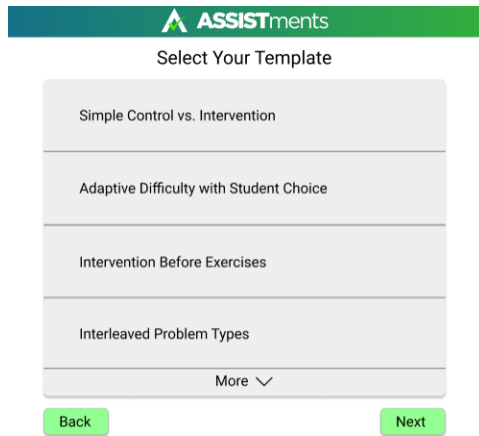 ASSISTments
Select Your Template
Simple Control vs. Intervention
Adaptive Difficulty with Student Choice
Intervention Before Exercises
Interleaved Problem Types
More
Back
Next